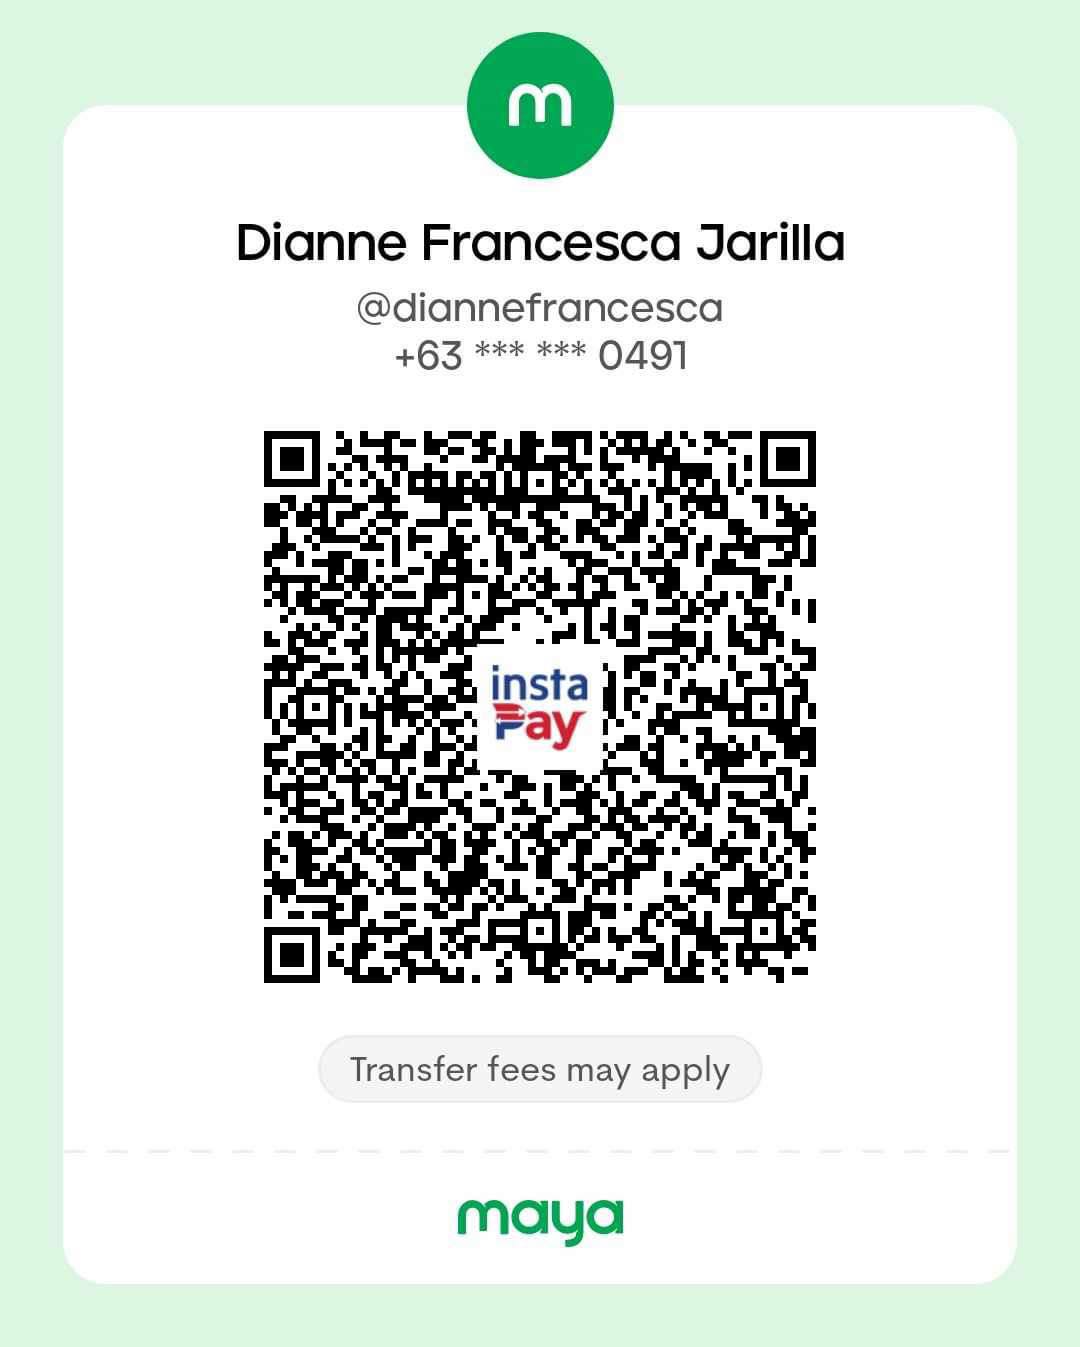 m
Dianne Francesca Jarilla
@diannefrancesca
+63 *** *** 0491
insta
Pay
Transfer fees may apply
maya